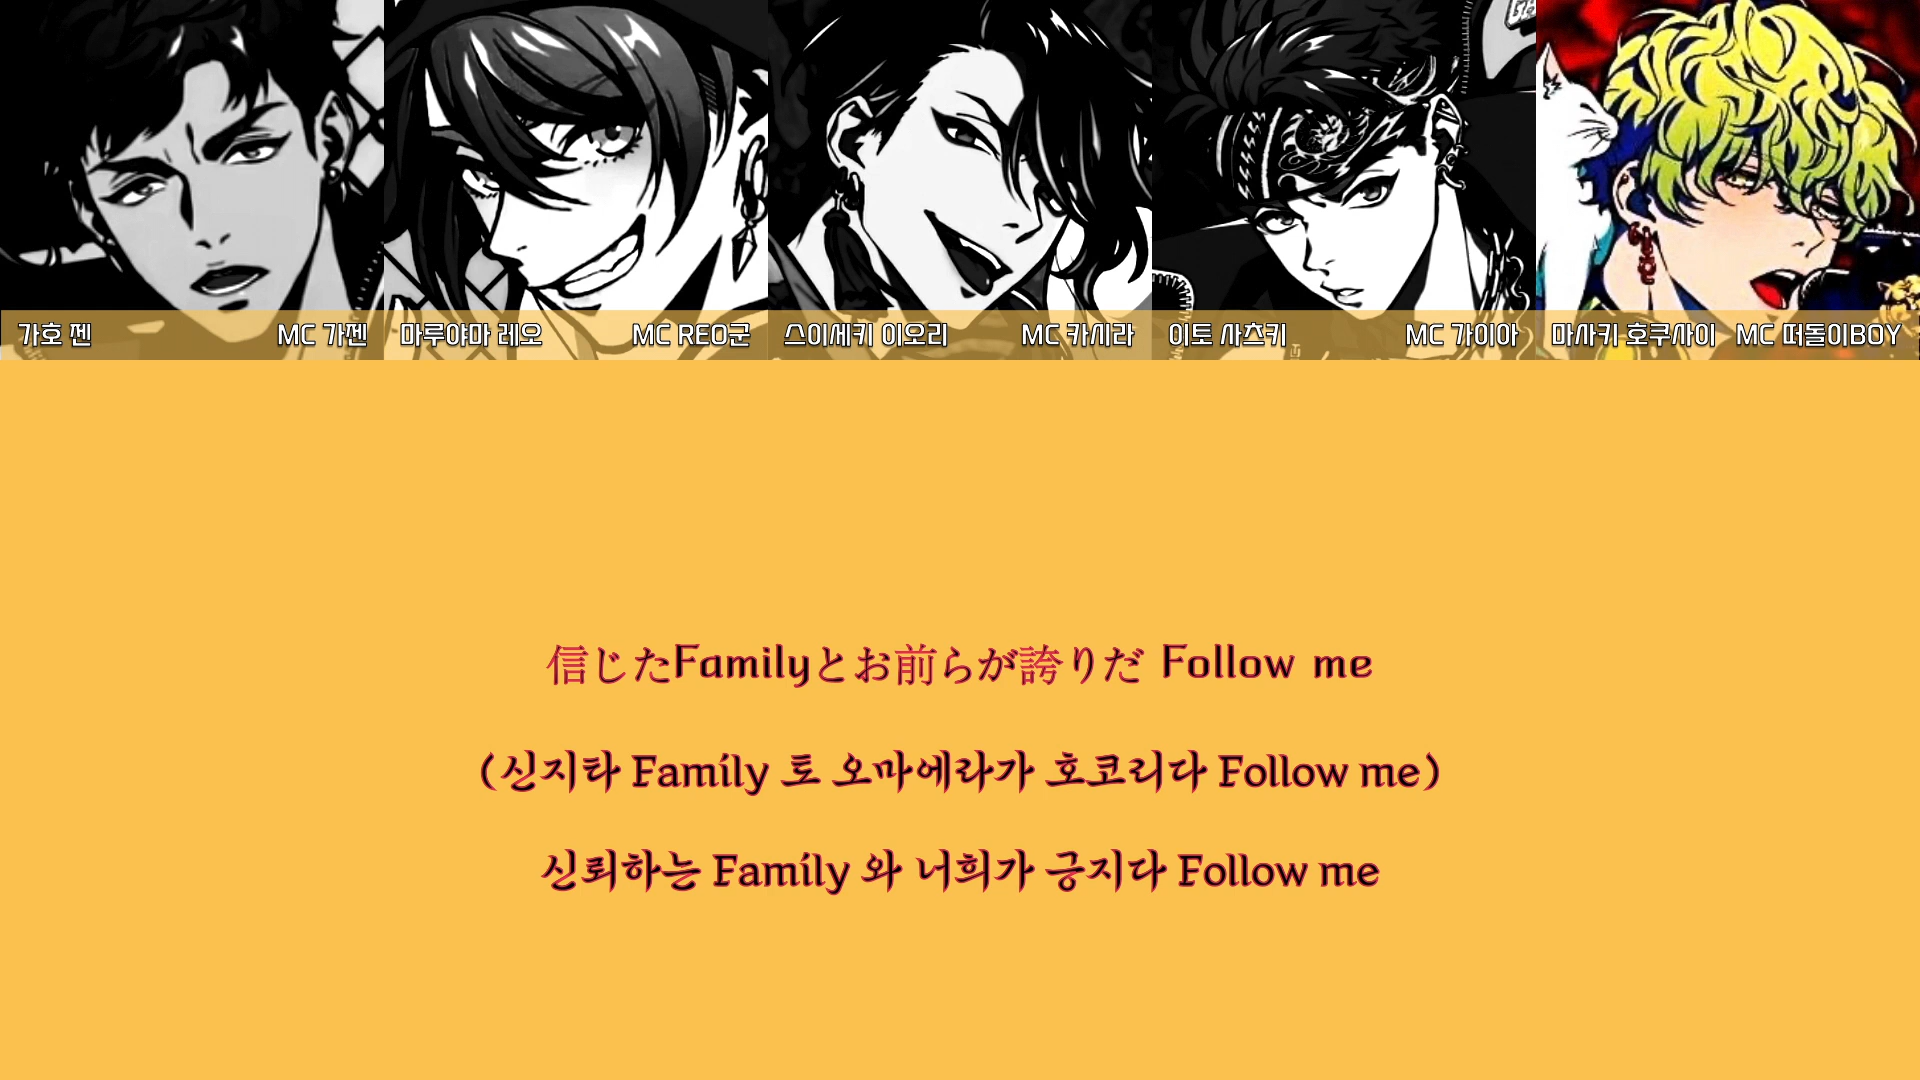 가호 젠 MC 가젠
마루야마 레오 MC REO군
스이세키 이오리 MC 카시라
이토 사츠키 MC 가이아
마사키 호쿠사이 MC 떠돌이BOY
信じたFamilyとお前らが誇りだ Follow me
(신지타 Family 토 오마에라가 호코리다 Follow me)
신뢰하는 Family 와 너희가 긍지다 Follow me